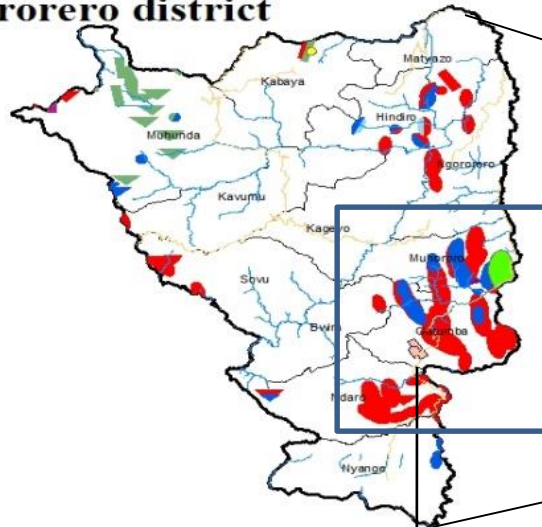 rorero district
Matyazo
Kabaya
Hindiro
Muhunda
Ngororero
Kavumu
Kageyo
Muhororo
Sovu
Bwira
Gatumba
Ndaro
Nyange